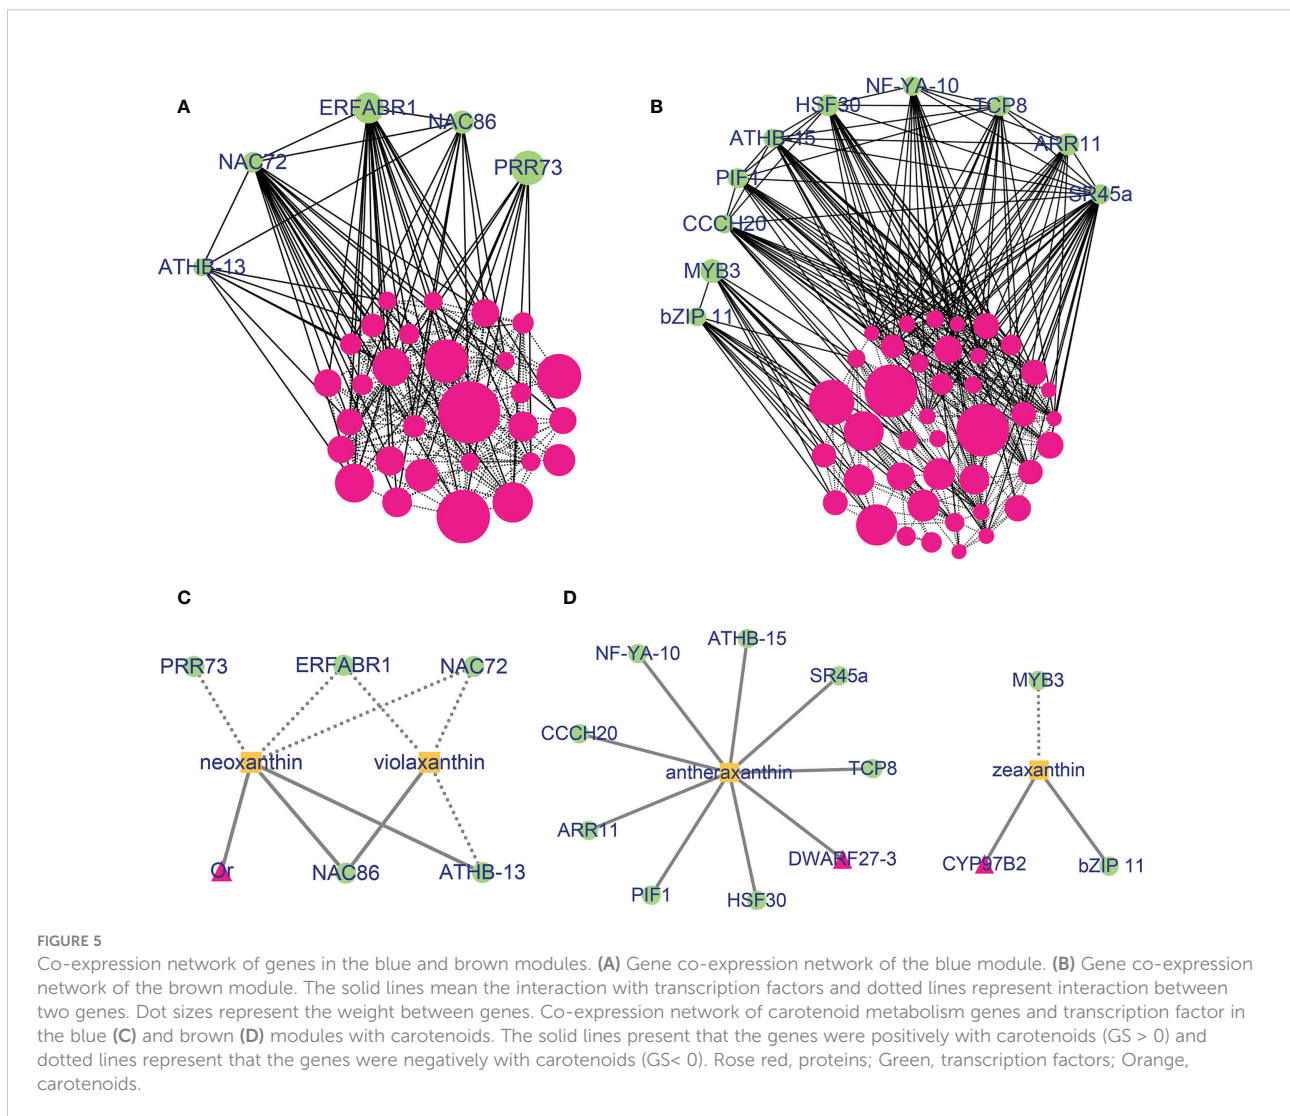 A
ERFABR1
NAC86
NAC72
PRR73
ATHB-13
B
NF-YA-10
HSF30
TCP8
ATHB-15
ARR11
PIF1
SR45a
CCCH20
MYB3
bZIP 11
C
PRR73
ERFABR1
NAC72
neoxanthin
violaxanthin
Or
NAC86
ATHB-13
D
ATHB-15
NF-YA-10
SR45a
CCCH20
antheraxanthin
TCP8
ARR11
DWARF27-3
PIF1
HSF30
MYB3
zeaxanthin
CYP97B2
bZIP 11
FIGURE 5
Co-expression network of genes in the blue and brown modules. (A) Gene co-expression network of the blue module. (B) Gene co-expression
network of the brown module. The solid lines mean the interaction with transcription factors and dotted lines represent interaction between
two genes. Dot sizes represent the weight between genes. Co-expression network of carotenoid metabolism genes and transcription factor in
the blue (C) and brown (D) modules with carotenoids. The solid lines present that the genes were positively with carotenoids (GS > 0) and
dotted lines represent that the genes were negatively with carotenoids (GS< 0). Rose red, proteins; Green, transcription factors; Orange,
carotenoids.